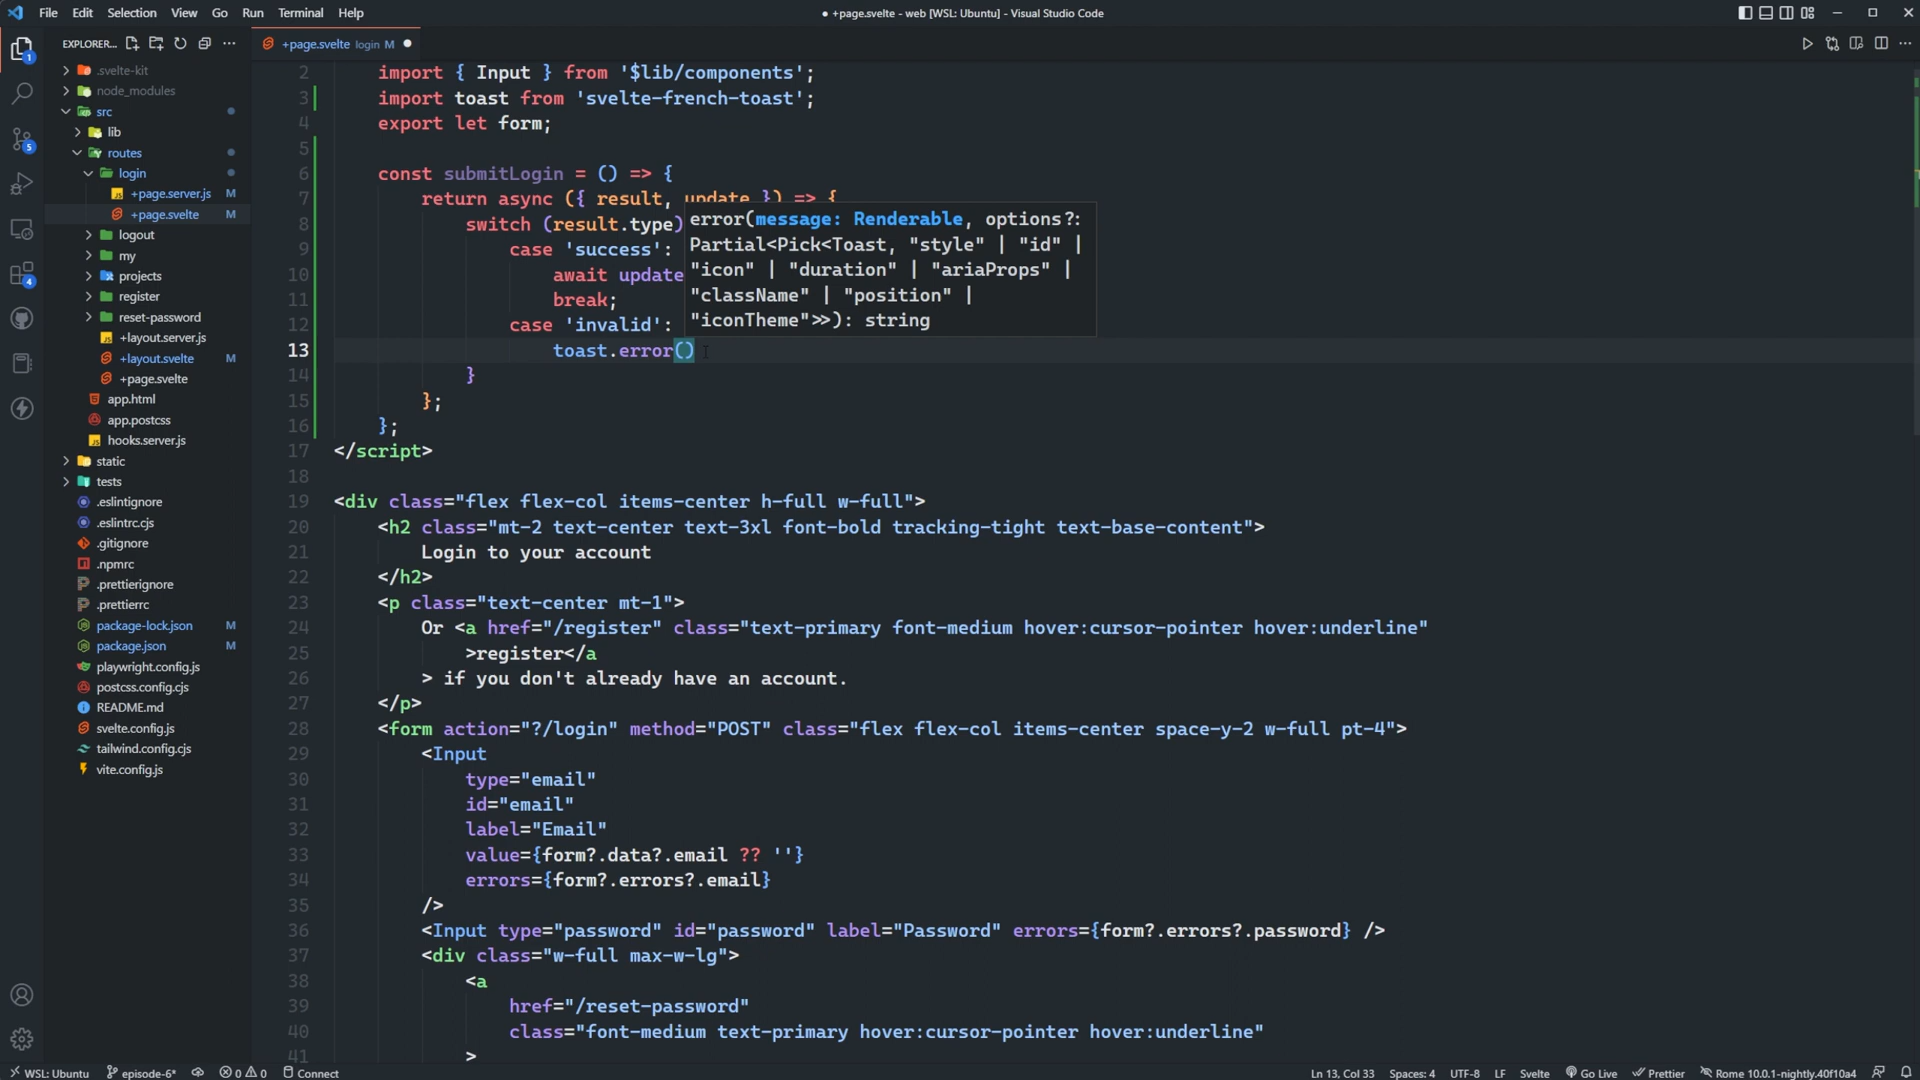 File Edit Selection View Go Run Terminal Help
● +page.svelte - web [WSL: Ubuntu] - Visual Studio Code
EXPLORER...
+page.svelte login M
.svelte-kit
node_modules
src
lib
routes
login
+page.server.js M
+page.svelte M
logout
my
projects
register
reset-password
+layout.server.js
+layout.svelte M
+page.svelte
app.html
app.postcss
hooks.server.js
static
tests
.eslintignore
.eslintrc.cjs
.gitignore
.npmrc
.prettierignore
.prettierrc
package-lock.json M
package.json M
playwright.config.js
postcss.config.cjs
README.md
svelte.config.js
tailwind.config.cjs
vite.config.js
1
5
4
2 import { Input } from '$lib/components';
3 import toast from 'svelte-french-toast';
4 export let form;
5
6 const submitLogin = () => {
7 return async ({ result, update }) => {
8 switch (result.type)
9 case 'success':
10 await update
11 break;
12 case 'invalid':
13 toast.error()
14 }
15 };
16 };
17 </script>
18
19 <div class="flex flex-col items-center h-full w-full">
20 <h2 class="mt-2 text-center text-3xl font-bold tracking-tight text-base-content">
21 Login to your account
22 </h2>
23 <p class="text-center mt-1">
24 Or <a href="/register" class="text-primary font-medium hover:cursor-pointer hover:underline"
25 >register</a
26 > if you don't already have an account.
27 </p>
28 <form action="?/login" method="POST" class="flex flex-col items-center space-y-2 w-full pt-4">
29 <Input
30 type="email"
31 id="email"
32 label="Email"
33 value={form?.data?.email ?? ''}
34 errors={form?.errors?.email}
35 />
36 <Input type="password" id="password" label="Password" errors={form?.errors?.password} />
37 <div class="w-full max-w-lg">
38 <a
39 href="/reset-password"
40 class="font-medium text-primary hover:cursor-pointer hover:underline"
41 >
error(message: Renderable, options?:
Partial<Pick<Toast, "style" | "id" |
"icon" | "duration" | "ariaProps" |
"className" | "position" |
"iconTheme">>): string
WSL: Ubuntu episode-6* 0 0 Connect
Ln 13, Col 33 Spaces: 4 UTF-8 LF Svelte Go Live Prettier Rome 10.0.1-nightly.40f10a4